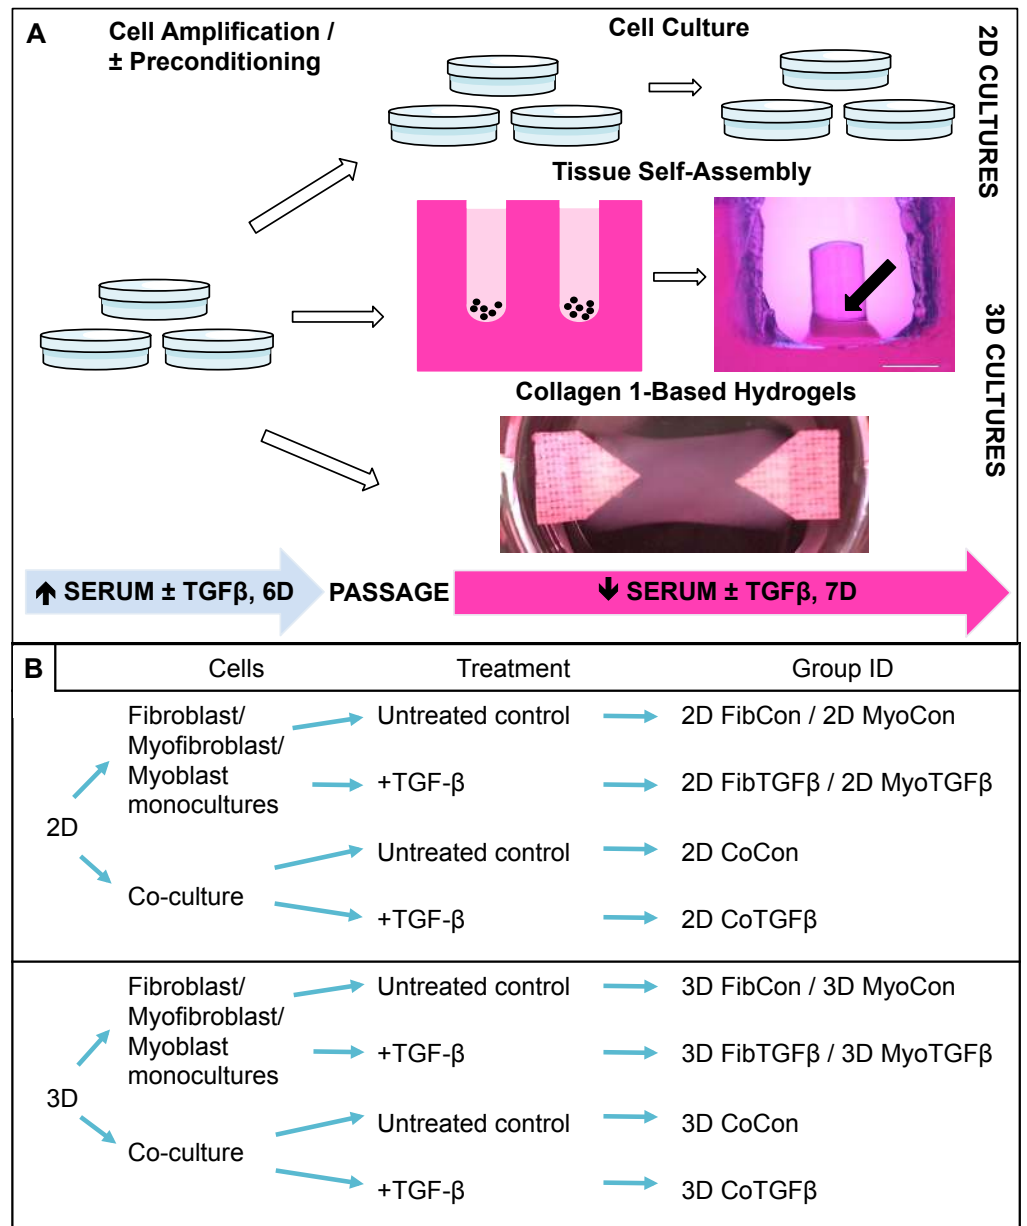 A
Cell Amplification /
± Preconditioning
Cell Culture
2D CULTURES
Tissue Self-Assembly
3D CULTURES
Collagen 1-Based Hydrogels
🡹 SERUM ± TGFβ, 6D
PASSAGE
🡻 SERUM ± TGFβ, 7D
B
Cells
Treatment
Group ID
2D
Fibroblast/
Myofibroblast/
Myoblast
monocultures
Untreated control
2D FibCon / 2D MyoCon
+TGF-β
2D FibTGFβ / 2D MyoTGFβ
Co-culture
Untreated control
2D CoCon
+TGF-β
2D CoTGFβ
3D
Fibroblast/
Myofibroblast/
Myoblast
monocultures
Untreated control
3D FibCon / 3D MyoCon
+TGF-β
3D FibTGFβ / 3D MyoTGFβ
Co-culture
Untreated control
3D CoCon
+TGF-β
3D CoTGFβ